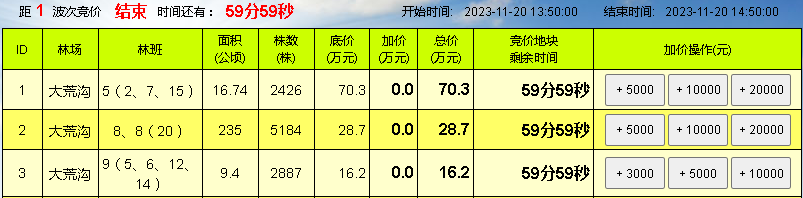 距 1 波次竞价 结束 时间还有： 59分59秒 开始时间: 2023-11-20 13:50:00 结束时间: 2023-11-20 14:50:00
ID 林场 林班 面积(公顷) 株数(株) 底价(万元) 加价(万元) 总价(万元) 竞价地块剩余时间 加价操作(元)
1 大荒沟 5（2、7、15） 16.74 2426 70.3 0.0 70.3 59分59秒 + 5000 + 10000 + 20000
2 大荒沟 8、8（20） 235 5184 28.7 0.0 28.7 59分59秒 + 5000 + 10000 + 20000
3 大荒沟 9（5、6、12、14） 9.4 2887 16.2 0.0 16.2 59分59秒 + 3000 + 5000 + 10000